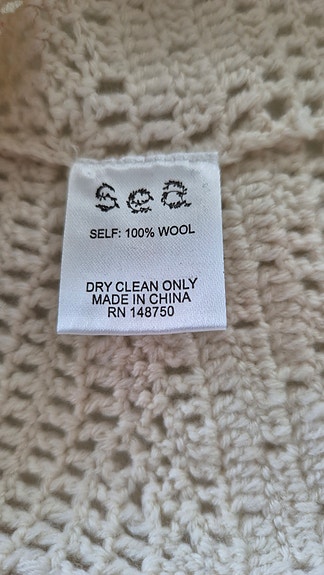 sea
SELF: 100% WOOL
DRY CLEAN ONLY
MADE IN CHINA
RN 148750